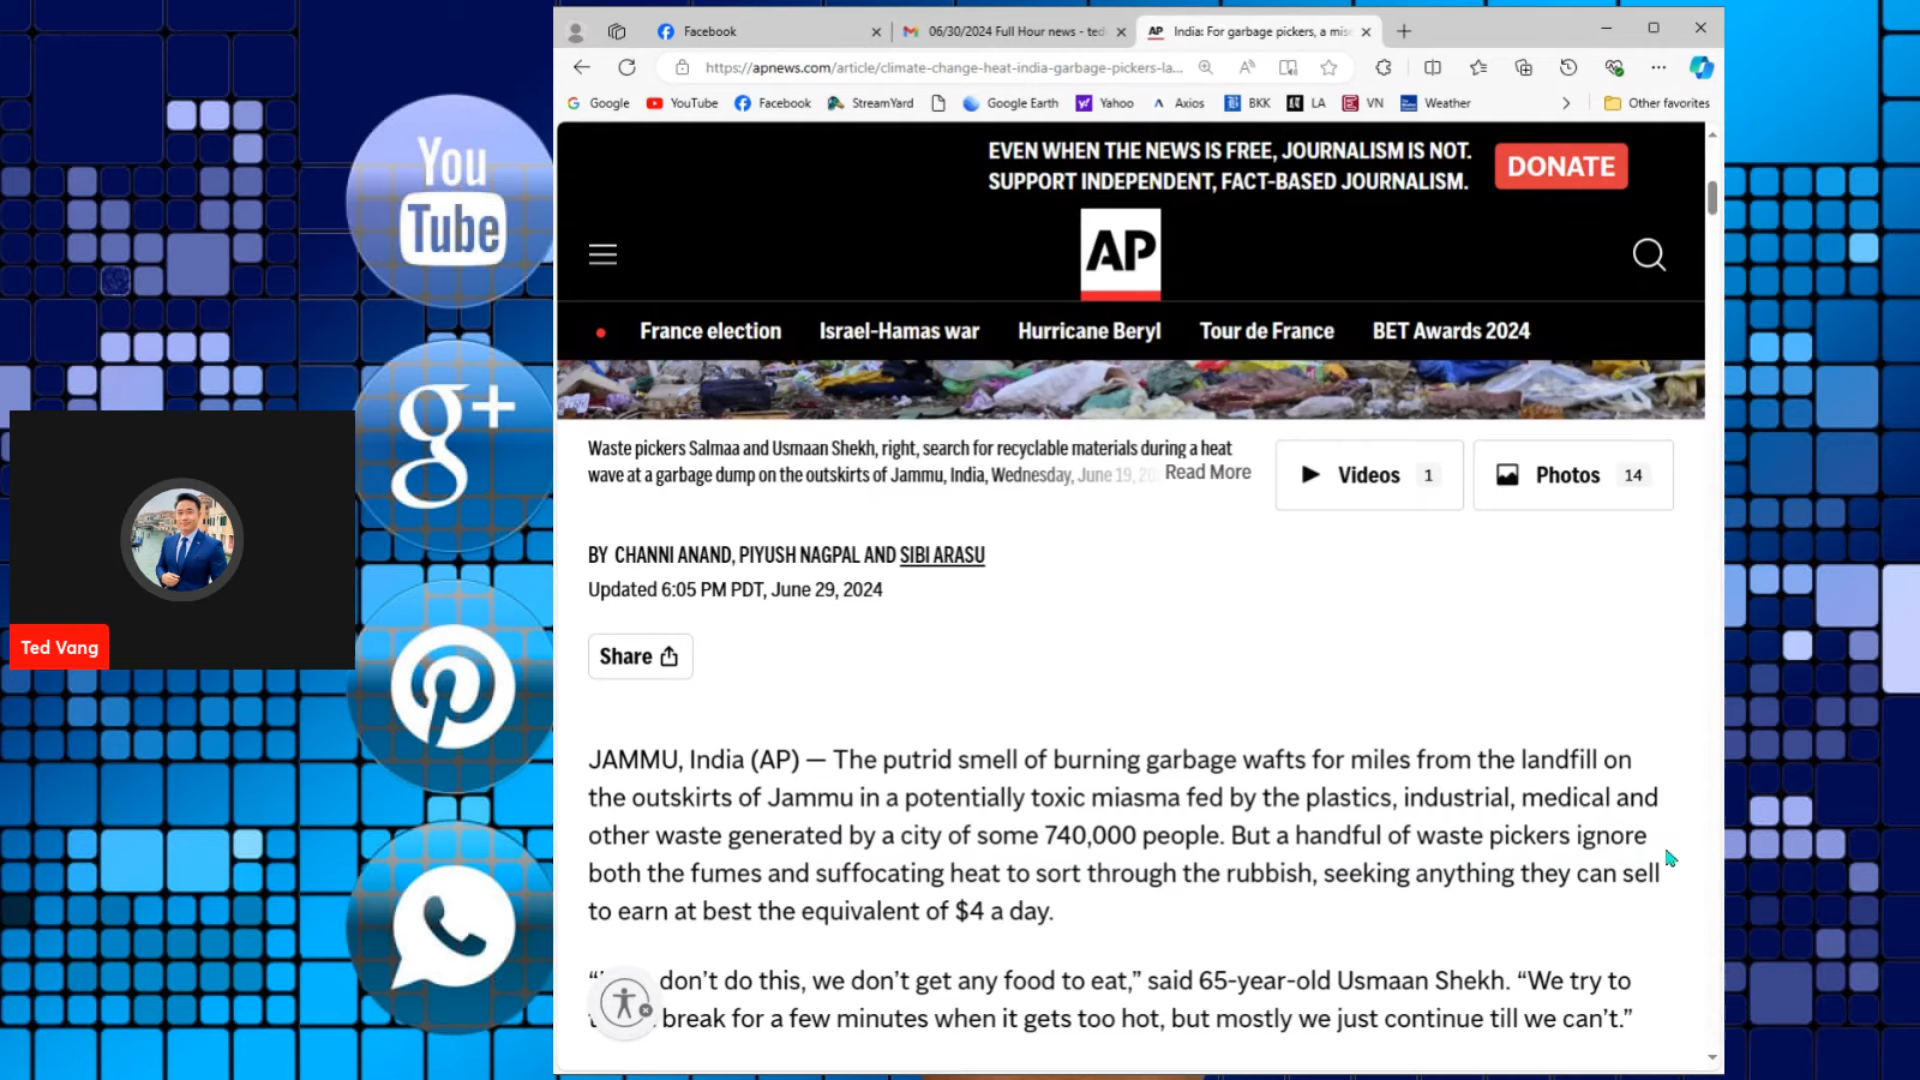 Facebook
06/30/2024 Full Hour news - ted
India: For garbage pickers, a mis
https://apnews.com/article/climate-change-heat-india-garbage-pickers-la...
Google
YouTube
Facebook
StreamYard
Google Earth
Yahoo
Axios
BKK
LA
VN
Weather
Other favorites
EVEN WHEN THE NEWS IS FREE, JOURNALISM IS NOT.
SUPPORT INDEPENDENT, FACT-BASED JOURNALISM.
DONATE
AP
France election
Israel-Hamas war
Hurricane Beryl
Tour de France
BET Awards 2024
Waste pickers Salmaa and Usmaan Shekh, right, search for recyclable materials during a heat
wave at a garbage dump on the outskirts of Jammu, India, Wednesday, June 19, 20
Read More
Videos 1
Photos 14
BY CHANNI ANAND, PIYUSH NAGPAL AND SIBI ARASU
Updated 6:05 PM PDT, June 29, 2024
Share
JAMMU, India (AP) — The putrid smell of burning garbage wafts for miles from the landfill on
the outskirts of Jammu in a potentially toxic miasma fed by the plastics, industrial, medical and
other waste generated by a city of some 740,000 people. But a handful of waste pickers ignore
both the fumes and suffocating heat to sort through the rubbish, seeking anything they can sell
to earn at best the equivalent of $4 a day.
don't do this, we don't get any food to eat,” said 65-year-old Usmaan Shekh. “We try to
break for a few minutes when it gets too hot, but mostly we just continue till we can't.”
You
Tube
g+
Ted Vang